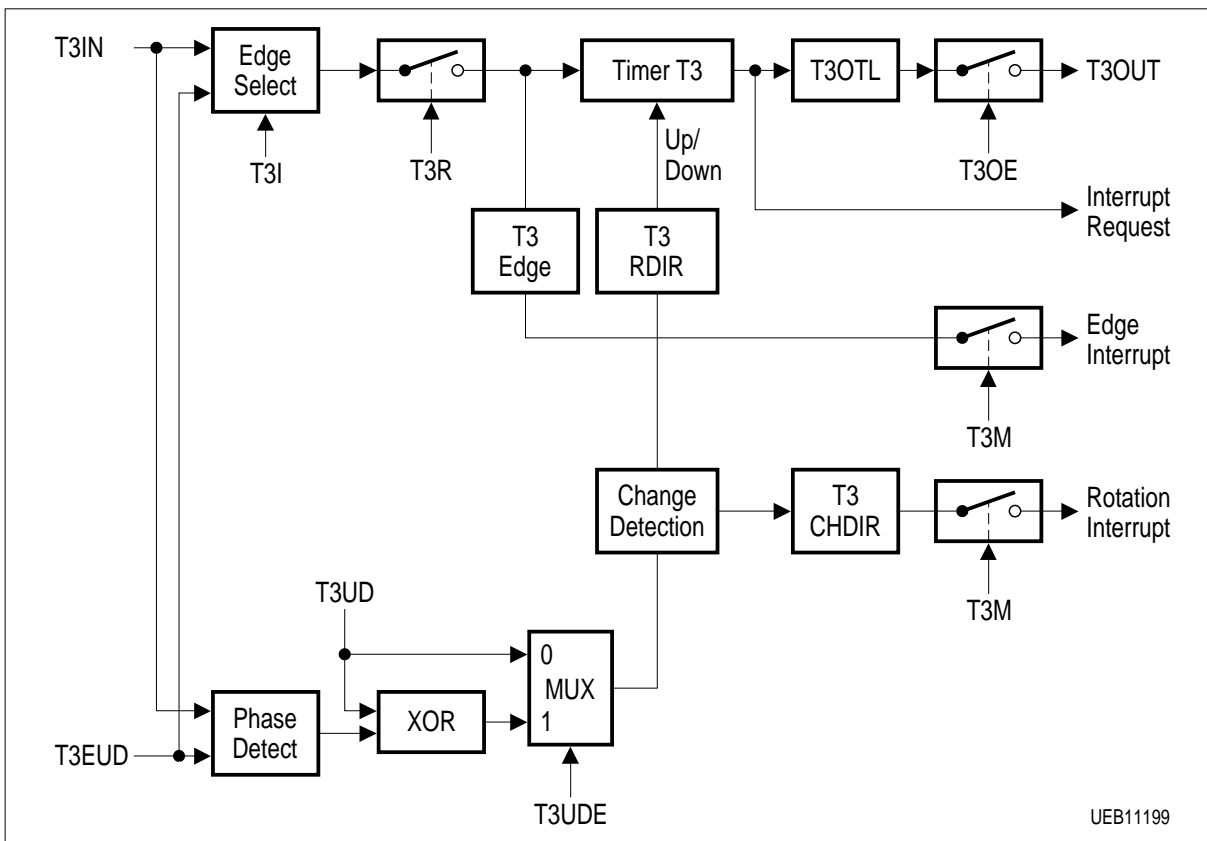 T3IN
Edge
Select
T3I
T3R
Timer T3
T3OTL
T3OUT
T3OE
Up/
Down
Interrupt
Request
T3
Edge
T3
RDIR
Edge
Interrupt
T3M
Change
Detection
T3
CHDIR
Rotation
Interrupt
T3M
T3UD
0
MUX
1
XOR
Phase
Detect
T3EUD
T3UDE
UEB11199